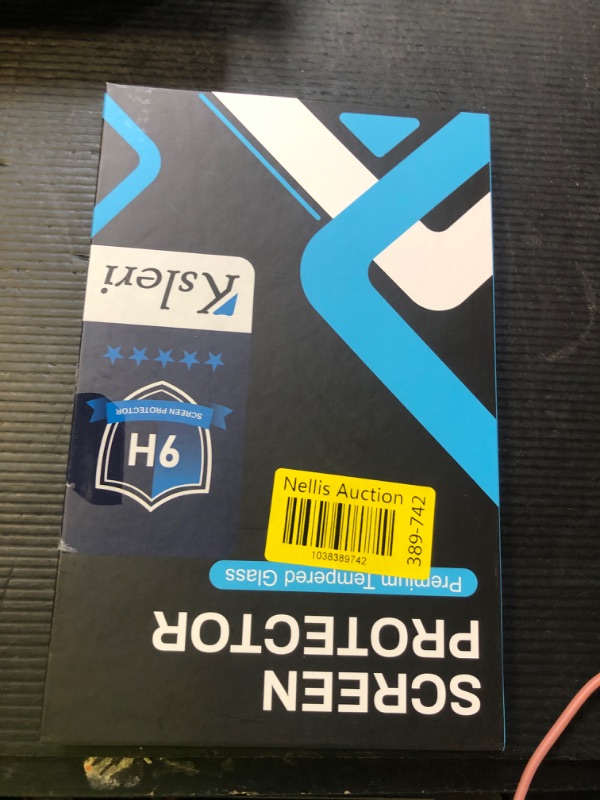 SCREEN
PROTECTOR
Premium Tempered Glass
9H
SCREEN PROTECTOR
Ksleri
Nellis Auction
1038389742
389-742